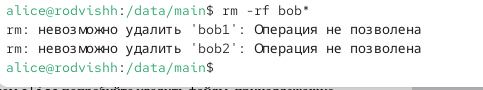 alice@rodvishh:/data/main$ rm -rf bob*
rm: невозможно удалить 'bob1': Операция не позволена
rm: невозможно удалить 'bob2': Операция не позволена
alice@rodvishh:/data/main$